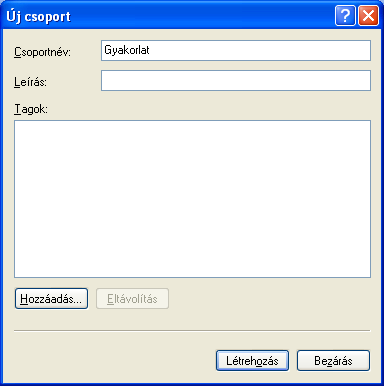 Új csoport
Csoportnév: Gyakorlat
Leírás:
Tagok:
Hozzáadás... Eltávolítás
Létrehozás Bezárás